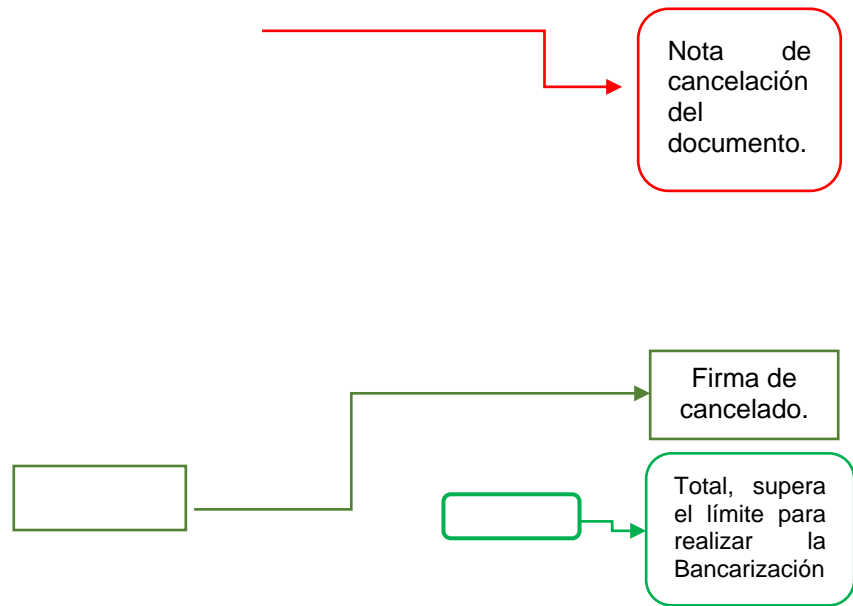 Nota de
cancelación
del
documento.
Firma de
cancelado.
Total, supera
el límite para
realizar la
Bancarización